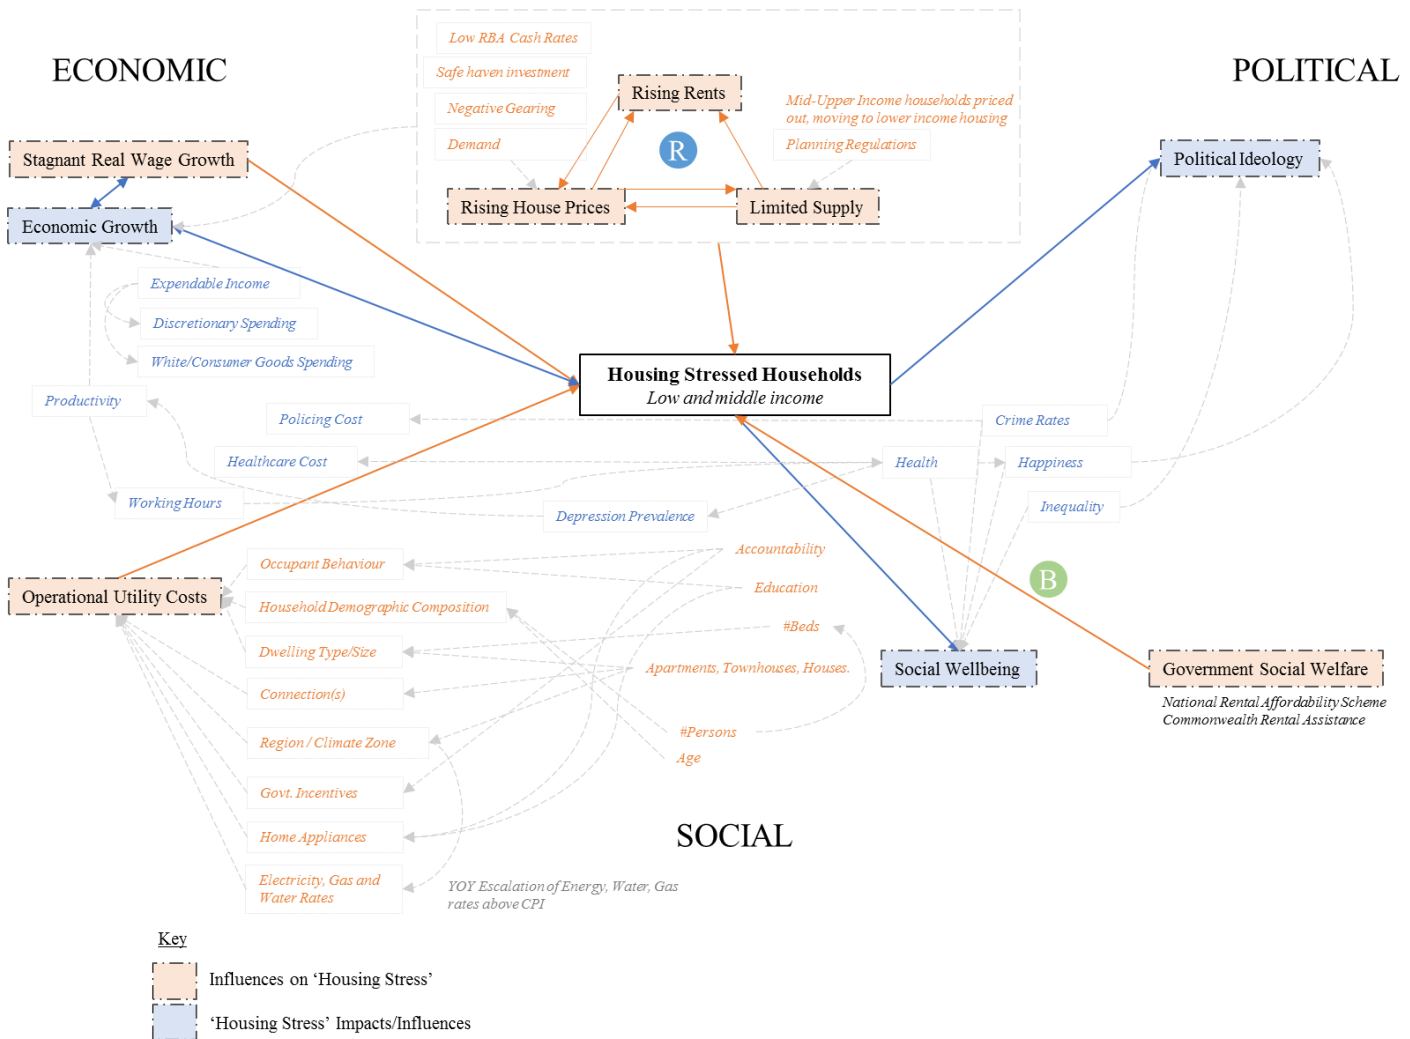 ECONOMIC
POLITICAL
Low RBA Cash Rates
Safe haven investment
Negative Gearing
Demand
Rising Rents
R
Mid-Upper Income households priced
out, moving to lower income housing
Planning Regulations
Rising House Prices
Limited Supply
Stagnant Real Wage Growth
Economic Growth
Political Ideology
Expendable Income
Discretionary Spending
White/Consumer Goods Spending
Productivity
Housing Stressed Households
Low and middle income
Policing Cost
Crime Rates
Healthcare Cost
Health
Happiness
Working Hours
Depression Prevalence
Inequality
Operational Utility Costs
Occupant Behaviour
Household Demographic Composition
Dwelling Type/Size
Connection(s)
Region / Climate Zone
Govt. Incentives
Home Appliances
Electricity, Gas and
Water Rates
Accountability
Education
#Beds
Apartments, Townhouses, Houses.
#Persons
Age
B
Social Wellbeing
Government Social Welfare
National Rental Affordability Scheme
Commonwealth Rental Assistance
SOCIAL
YOY Escalation of Energy, Water, Gas
rates above CPI
Key
Influences on ‘Housing Stress’
‘Housing Stress’ Impacts/Influences